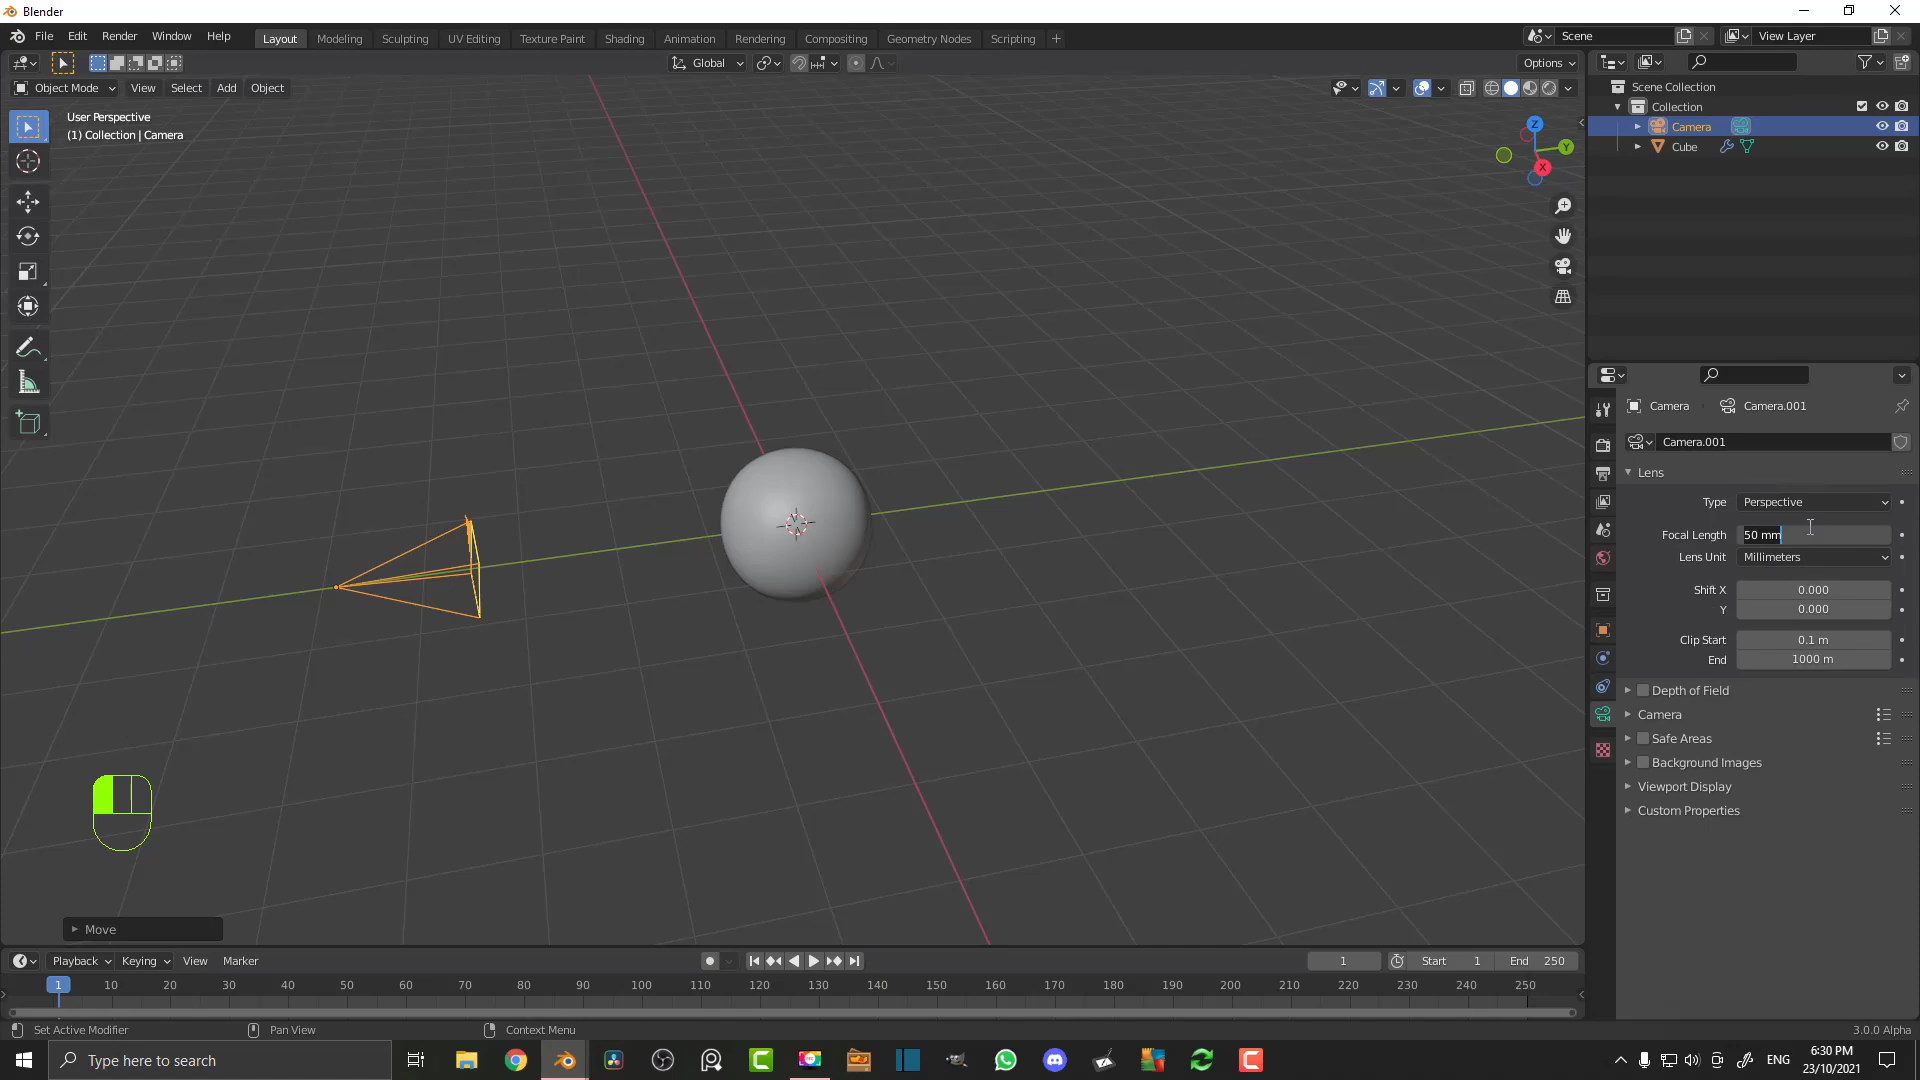 Blender
File Edit Render Window Help
Layout Modeling Sculpting UV Editing Texture Paint Shading Animation Rendering Compositing Geometry Nodes Scripting +
Scene View Layer
Global Options
Object Mode View Select Add Object
User Perspective
(1) Collection | Camera
Z
Y
X
Scene Collection
Collection
Camera
Cube
Camera Camera.001
Camera.001
Lens
Type Perspective
Focal Length 50 mm
Lens Unit Millimeters
Shift X 0.000
Y 0.000
Clip Start 0.1 m
End 1000 m
Depth of Field
Camera
Safe Areas
Background Images
Viewport Display
Custom Properties
Move
Playback Keying View Marker 1 Start 1 End 250
1 10 20 30 40 50 60 70 80 90 100 110 120 130 140 150 160 170 180 190 200 210 220 230 240 250
Set Active Modifier Pan View Context Menu 3.0.0 Alpha
Type here to search
ENG
6:30 PM
23/10/2021